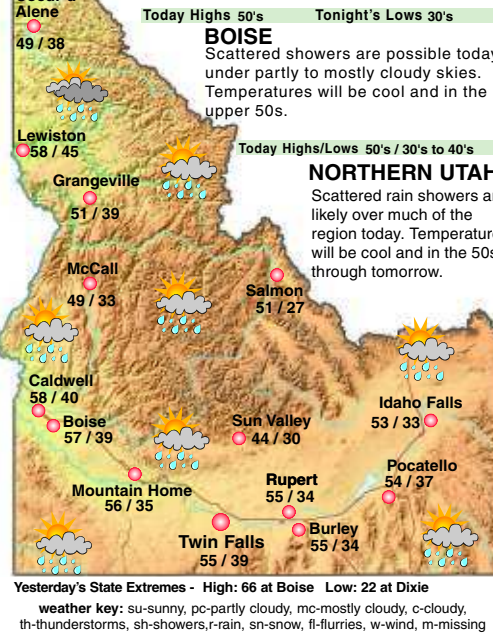 Alene
49 / 38
Today Highs 50's Tonight's Lows 30's
BOISE
Scattered showers are possible today
under partly to mostly cloudy skies.
Temperatures will be cool and in the
upper 50s.
Lewiston
58 / 45
Today Highs/Lows 50's / 30's to 40's
NORTHERN UTAH
Scattered rain showers ar
likely over much of the
region today. Temperature
will be cool and in the 50s
through tomorrow.
Grangeville
51 / 39
McCall
49 / 33
Salmon
51 / 27
Caldwell
58 / 40
Boise
57 / 39
Sun Valley
44 / 30
Idaho Falls
53 / 33
Mountain Home
56 / 35
Rupert
55 / 34
Pocatello
54 / 37
Twin Falls
55 / 39
Burley
55 / 34
Yesterday's State Extremes - High: 66 at Boise Low: 22 at Dixie
weather key: su-sunny, pc-partly cloudy, mc-mostly cloudy, c-cloudy,
th-thunderstorms, sh-showers,r-rain, sn-snow, fl-flurries, w-wind, m-missing